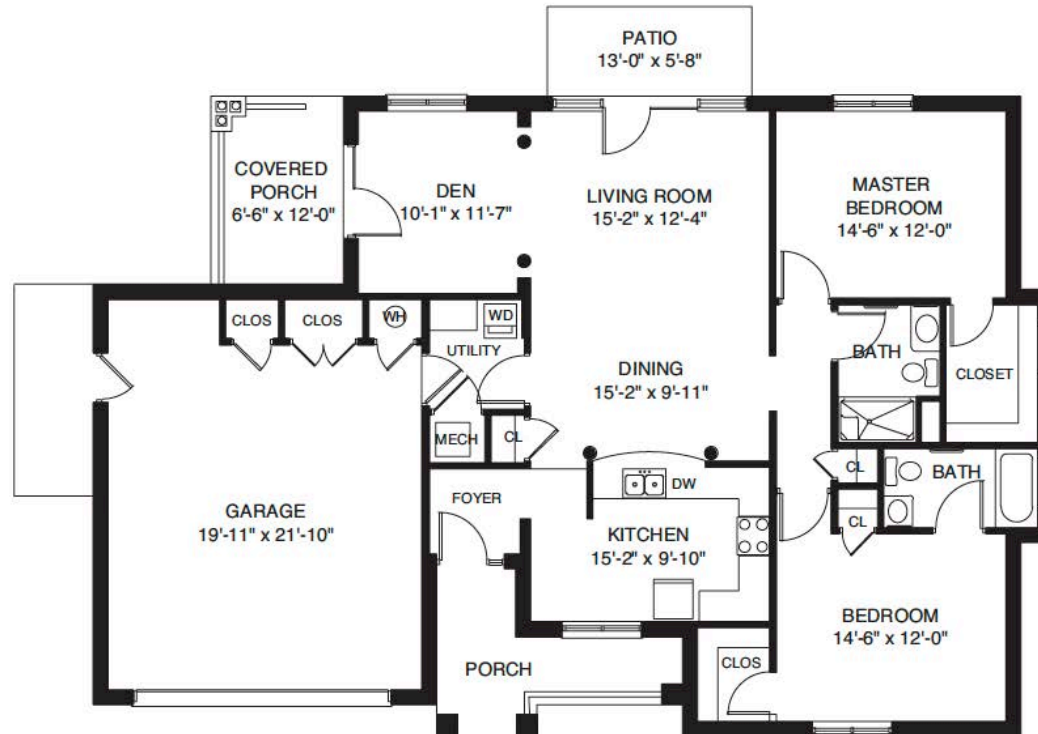 PATIO
13'-0" x 5'-8"
COVERED
PORCH
6'-6" x 12'-0"
DEN
10'-1" x 11'-7"
LIVING ROOM
15'-2" x 12'-4"
MASTER
BEDROOM
14'-6" x 12'-0"
CLOS
CLOS
WH
WD
UTILITY
BATH
CLOSET
DINING
15'-2" x 9'-11"
MECH
CL
CL
BATH
DW
FOYER
CL
GARAGE
19'-11" x 21'-10"
KITCHEN
15'-2" x 9'-10"
BEDROOM
14'-6" x 12'-0"
CLOS
PORCH